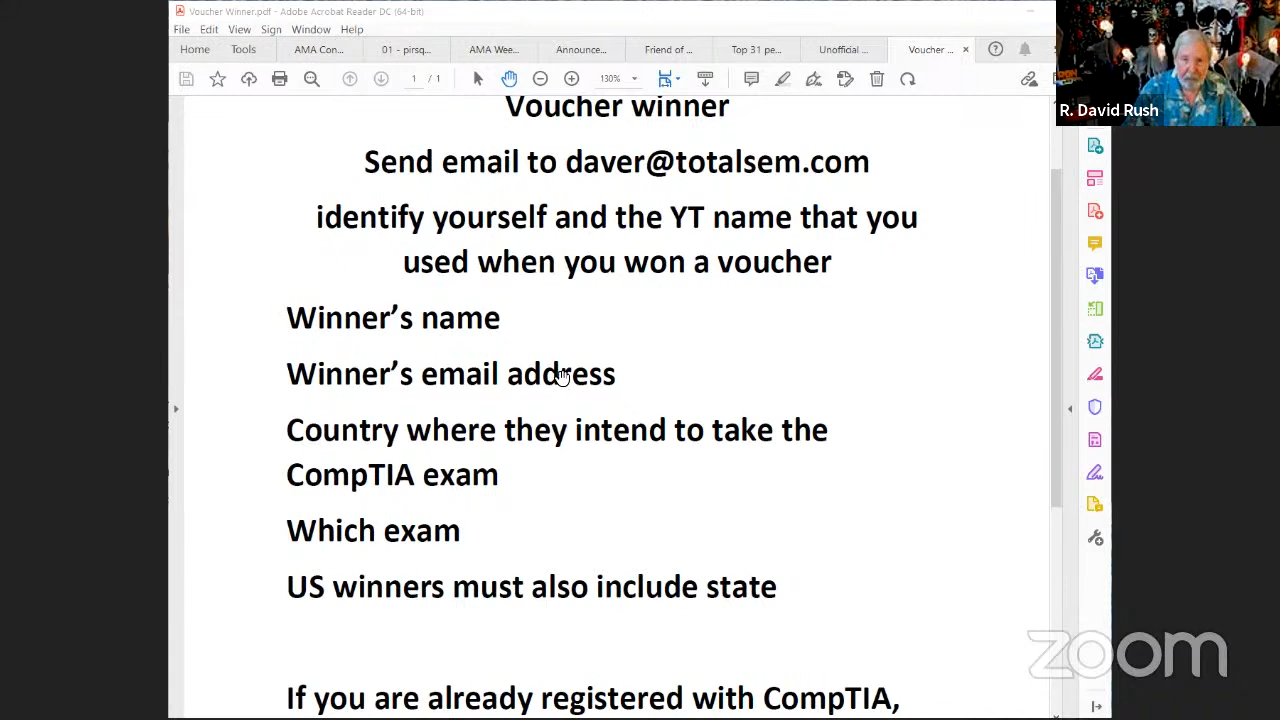 Voucher Winner.pdf - Adobe Acrobat Reader DC (64-bit)
File Edit View Sign Window Help
Home Tools AMA Con... 01 - pirsq... AMA Wee... Announce... Friend of ... Top 31 pe... Unofficial ... Voucher ... ×
1 / 1 130%
R. David Rush
Voucher winner
Send email to daver@totalsem.com
identify yourself and the YT name that you
used when you won a voucher
Winner’s name
Winner’s email address
Country where they intend to take the
CompTIA exam
Which exam
US winners must also include state
zoom
If you are already registered with CompTIA,